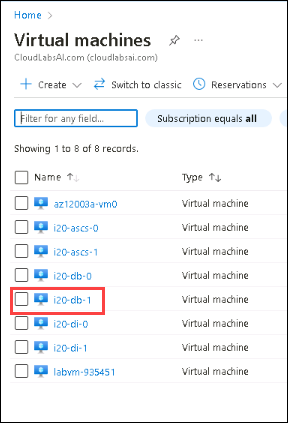 Home >
Virtual machines
CloudLabsAI.com (cloudlabsai.com)
+ Create Switch to classic Reservations
Filter for any field... Subscription equals all
Showing 1 to 8 of 8 records.
Name ↑ Type ↑↓
az12003a-vm0 Virtual machine
i20-ascs-0 Virtual machine
i20-ascs-1 Virtual machine
i20-db-0 Virtual machine
i20-db-1 Virtual machine
i20-di-0 Virtual machine
i20-di-1 Virtual machine
labvm-935451 Virtual machine